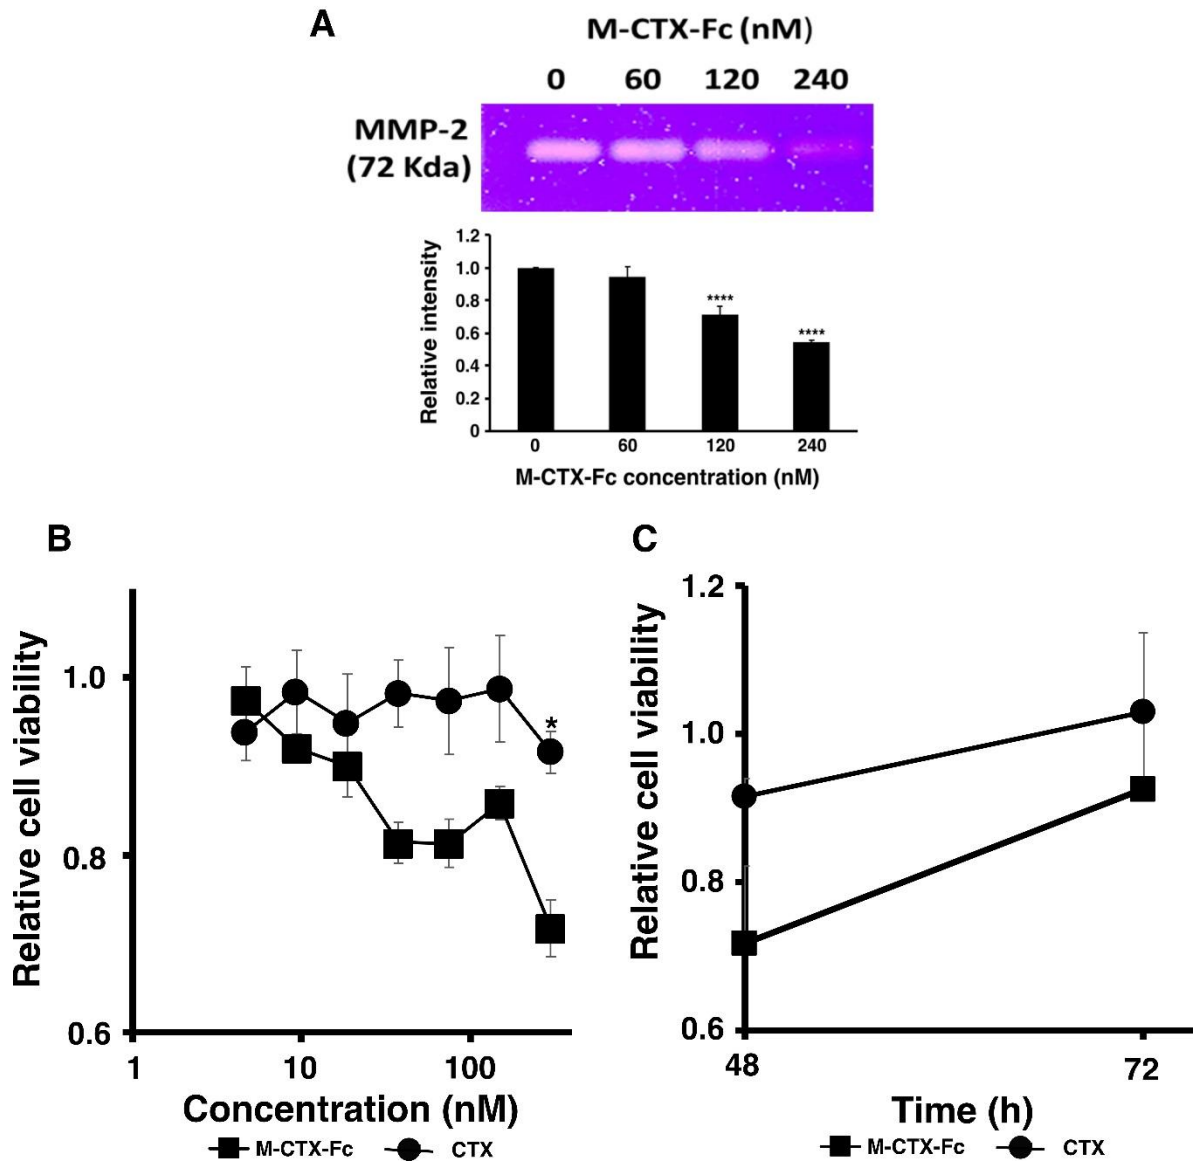 A
M-CTX-Fc (nM)
0 60 120 240
MMP-2
(72 Kda)
Relative intensity
1.2
1.0
0.8
0.6
0.4
0.2
0
****
****
0 60 120 240
M-CTX-Fc concentration (nM)
B
Relative cell viability
1.0
0.8
0.6
*
1 10 100
Concentration (nM)
M-CTX-Fc CTX
C
Relative cell viability
1.2
1.0
0.8
0.6
48 72
Time (h)
M-CTX-Fc CTX